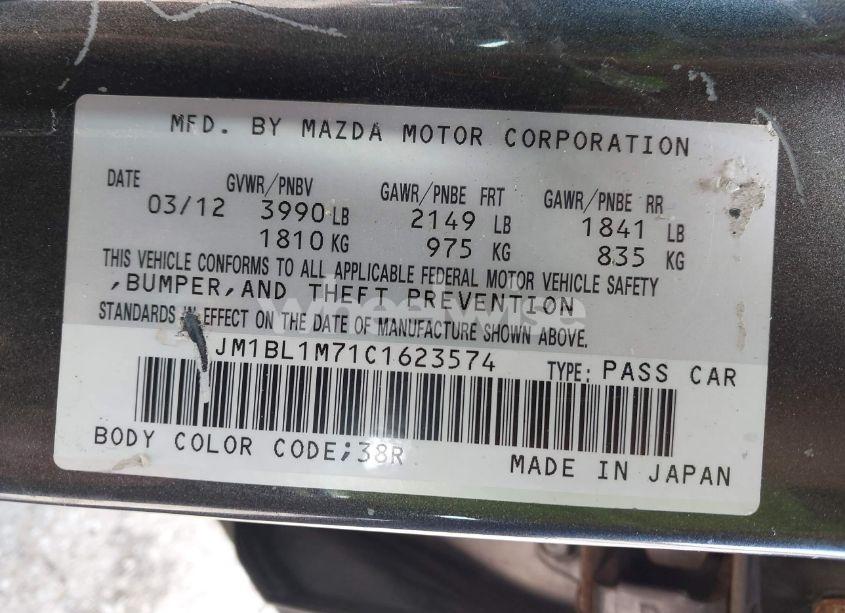 MFD. BY MAZDA MOTOR CORPORATION
DATE GVWR/PNBV GAWR/PNBE FRT GAWR/PNBE RR
03/12 3990 LB 2149 LB 1841 LB
1810 KG 975 KG 835 KG
THIS VEHICLE CONFORMS TO ALL APPLICABLE FEDERAL MOTOR VEHICLE SAFETY
,BUMPER,AND THEFT PREVENTION
STANDARDS IN EFFECT ON THE DATE OF MANUFACTURE SHOWN ABOVE.
wheelwise
JM1BL1M71C1623574 TYPE: PASS CAR
BODY COLOR CODE;38R MADE IN JAPAN